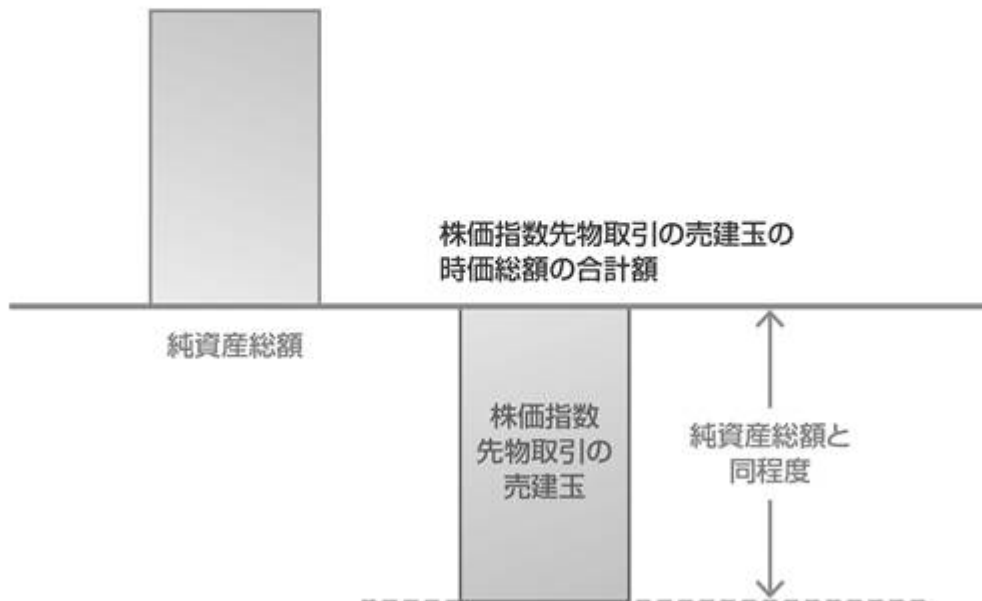 株価指数先物取引の売建玉の
時価総額の合計額
純資産総額
株価指数
先物取引の
売建玉
純資産総額と
同程度